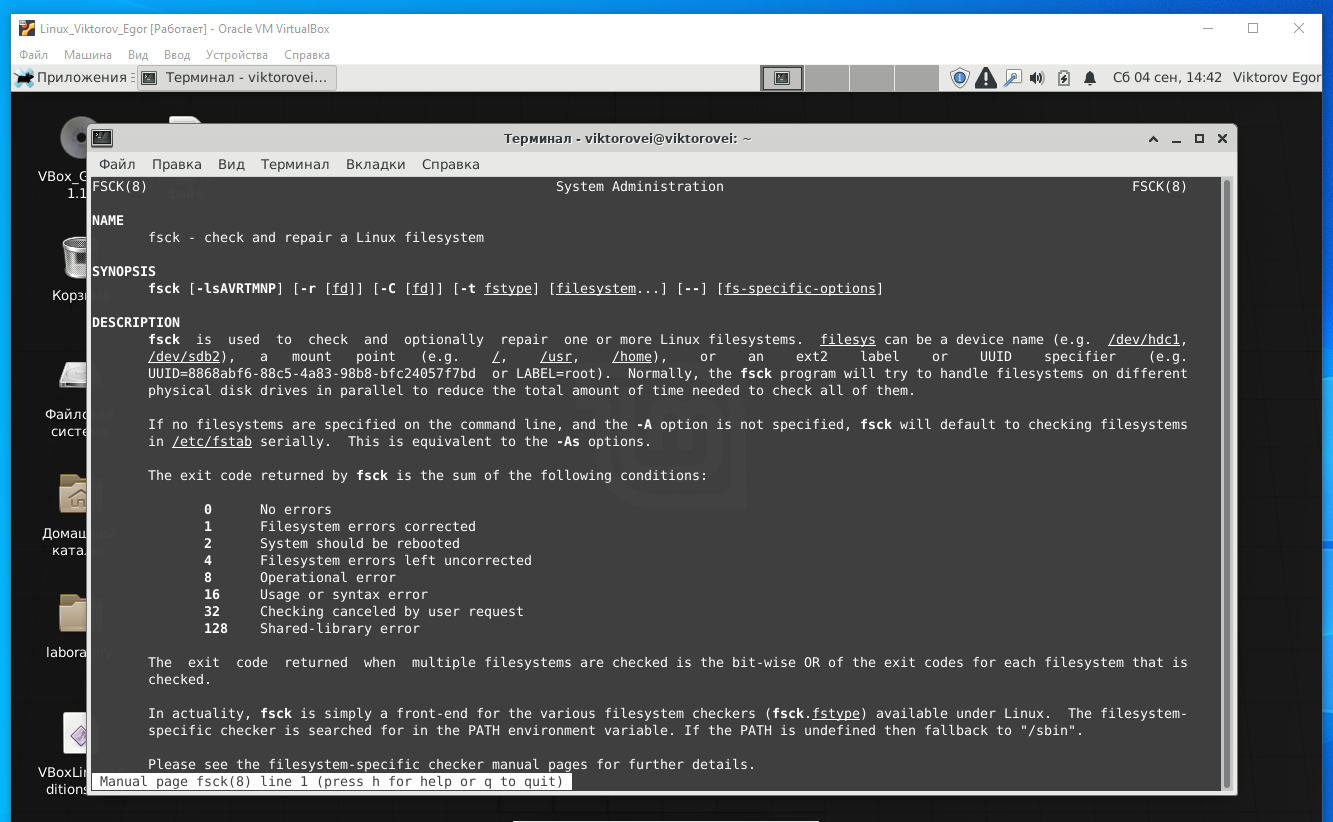 Linux_Viktorov_Egor [Работает] - Oracle VM VirtualBox
Файл Машина Вид Ввод Устройства Справка
Приложения Терминал - viktorovei... Сб 04 сен, 14:42 Viktorov Egor
Терминал - viktorovei@viktorovei: ~
Файл Правка Вид Терминал Вкладки Справка
FSCK(8) System Administration FSCK(8)
NAME
fsck - check and repair a Linux filesystem
SYNOPSIS
fsck [-lsAVRTMNP] [-r [fd]] [-C [fd]] [-t fstype] [filesystem...] [--] [fs-specific-options]
DESCRIPTION
fsck is used to check and optionally repair one or more Linux filesystems. filesys can be a device name (e.g. /dev/hdc1,
/dev/sdb2), a mount point (e.g. /, /usr, /home), or an ext2 label or UUID specifier (e.g.
UUID=8868abf6-88c5-4a83-98b8-bfc24057f7bd or LABEL=root). Normally, the fsck program will try to handle filesystems on different
physical disk drives in parallel to reduce the total amount of time needed to check all of them.
If no filesystems are specified on the command line, and the -A option is not specified, fsck will default to checking filesystems
in /etc/fstab serially. This is equivalent to the -As options.
The exit code returned by fsck is the sum of the following conditions:
0 No errors
1 Filesystem errors corrected
2 System should be rebooted
4 Filesystem errors left uncorrected
8 Operational error
16 Usage or syntax error
32 Checking canceled by user request
128 Shared-library error
The exit code returned when multiple filesystems are checked is the bit-wise OR of the exit codes for each filesystem that is
checked.
In actuality, fsck is simply a front-end for the various filesystem checkers (fsck.fstype) available under Linux. The filesystem-
specific checker is searched for in the PATH environment variable. If the PATH is undefined then fallback to "/sbin".
Please see the filesystem-specific checker manual pages for further details.
Manual page fsck(8) line 1 (press h for help or q to quit)
VBox_G
1.1
Корз
Файло
систе
Домаш
ката
labora
VBoxLin
ditions